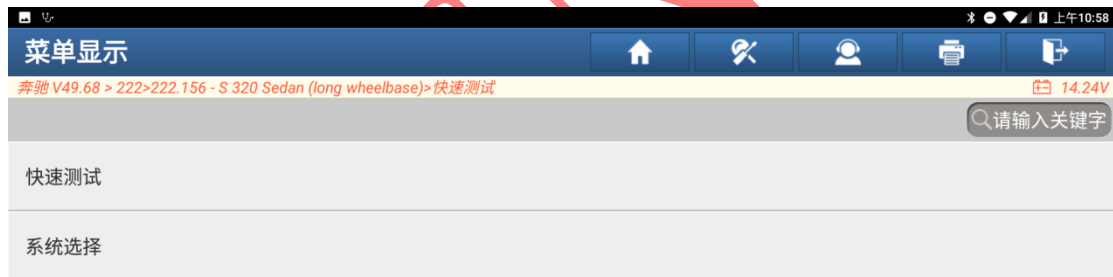 上午10:58
菜单显示
奔驰 V49.68 > 222>222.156 - S 320 Sedan (long wheelbase)>快速测试 14.24V
请输入关键字
快速测试
系统选择